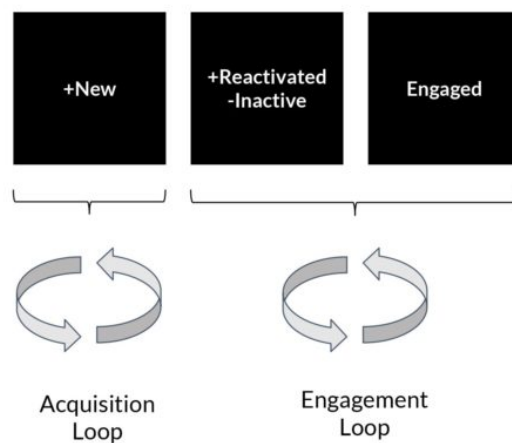 +New
+Reactivated
-Inactive
Engaged
Acquisition
Loop
Engagement
Loop